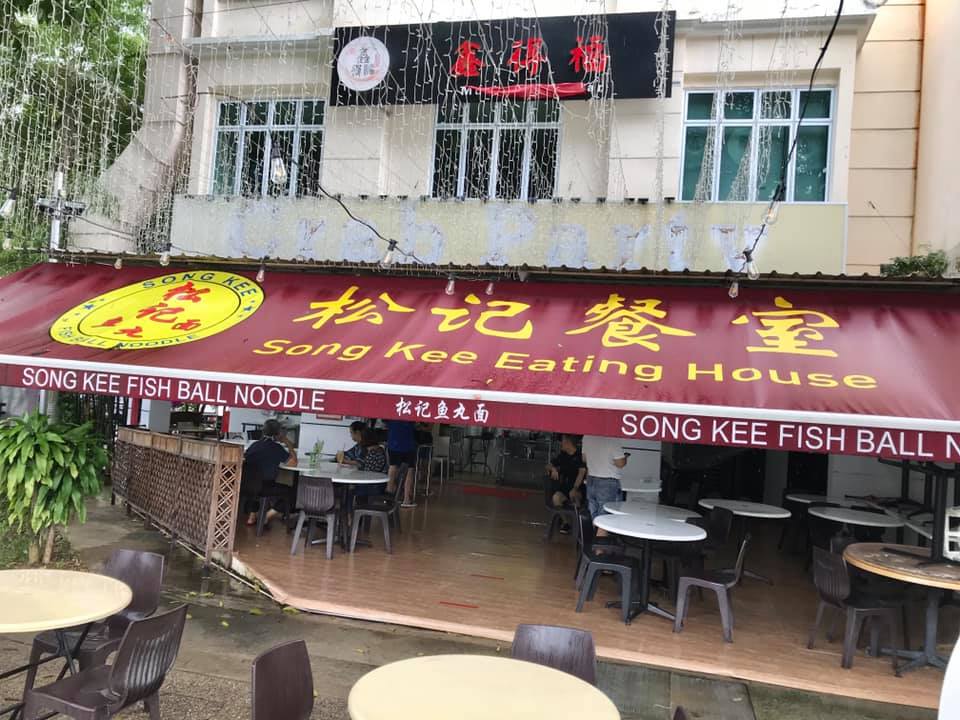 鑫得福
Crab Party
SONG KEE
松
记
鱼丸面
FISH BALL NOODLE
松记餐室
Song Kee Eating House
SONG KEE FISH BALL NOODLE
松记鱼丸面
SONG KEE FISH BALL N